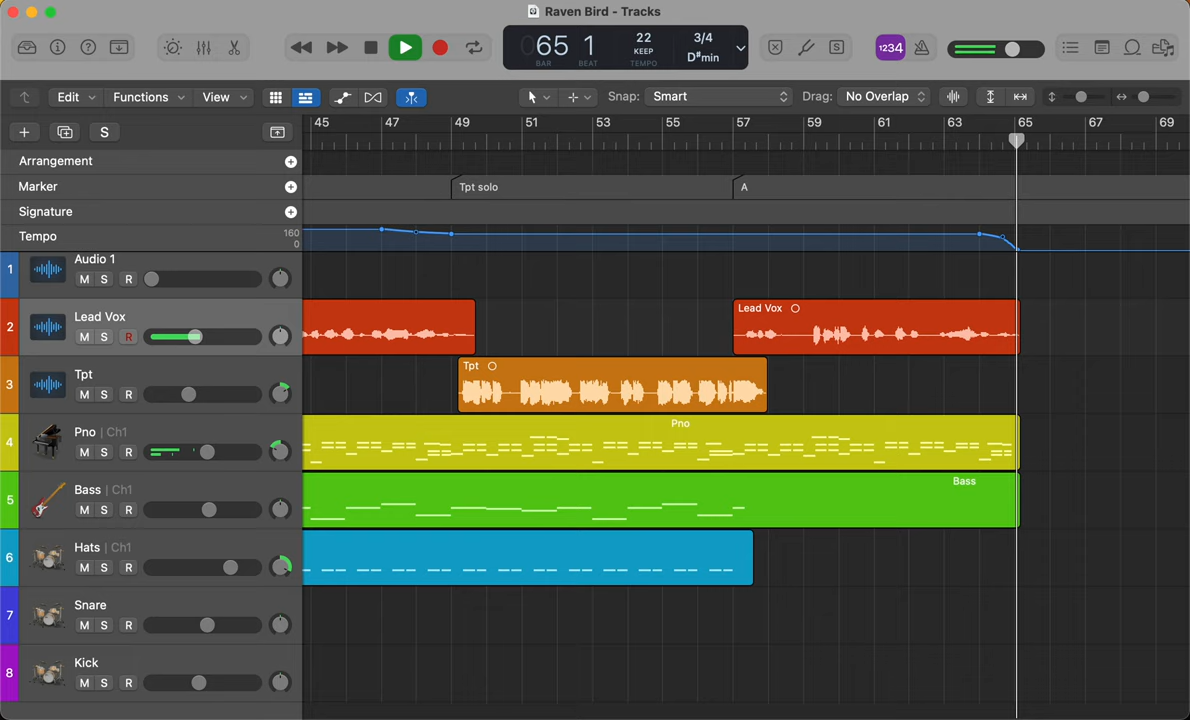 Raven Bird - Tracks
065 1
BAR BEAT
22
KEEP
TEMPO
3/4
D#min
1234
Edit Functions View Snap: Smart Drag: No Overlap
S
45 47 49 51 53 55 57 59 61 63 65 67 69
Arrangement
Marker Tpt solo A
Signature
Tempo 160
0
1 Audio 1
M S R
2 Lead Vox
M S R
Lead Vox
3 Tpt
M S R
Tpt
4 Pno | Ch1
M S R
Pno
5 Bass | Ch1
M S R
Bass
6 Hats | Ch1
M S R
7 Snare
M S R
8 Kick
M S R